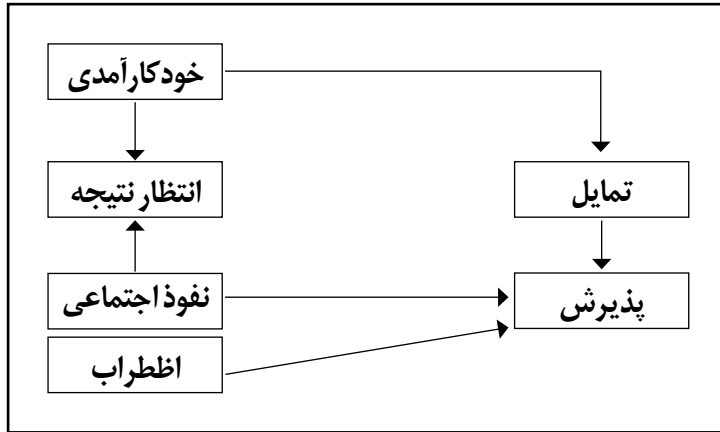 خودکارآمدی
انتظار نتیجه
تمایل
نفوذ اجتماعی
پذیرش
اظطراب